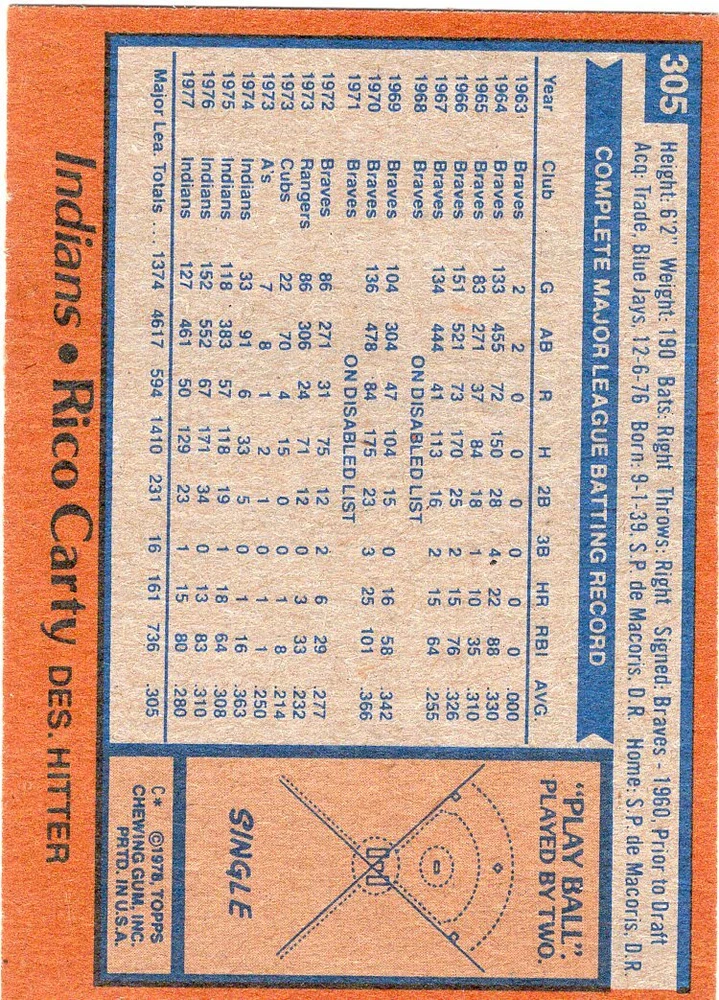 305
Height: 6'2" Weight: 190 Bats: Right Throws: Right Signed: Braves - 1960, Prior to Draft
Acq. Trade, Blue Jays, 12-6-76 Born: 9-1-39, S.P. de Macoris, D.R. Home: S.P. de Macoris, D.R.
COMPLETE MAJOR LEAGUE BATTING RECORD
Year Club G AB R H 2B 3B HR RBI AVG.
1963 Braves 2 2 0 0 0 0 0 0 .000
1964 Braves 133 455 72 150 28 4 22 88 .330
1965 Braves 83 271 37 84 18 1 10 35 .310
1966 Braves 151 521 73 170 25 2 15 76 .326
1967 Braves 134 444 41 113 16 2 15 64 .255
1968 Braves ON DISABLED LIST
1969 Braves 104 304 47 104 15 0 16 58 .342
1970 Braves 136 478 84 175 23 3 25 101 .366
1971 Braves ON DISABLED LIST
1972 Braves 86 271 31 75 12 2 6 29 .277
1973 Rangers 86 306 24 71 12 0 3 33 .232
1973 Cubs 22 70 4 15 0 0 1 8 .214
1973 A's 7 8 1 2 1 0 1 1 .250
1974 Indians 33 91 6 33 5 0 1 16 .363
1975 Indians 118 383 57 118 19 1 18 64 .308
1976 Indians 152 552 67 171 34 0 13 83 .310
1977 Indians 127 461 50 129 23 1 15 80 .280
Major Lea. Totals .... 1374 4617 594 1410 231 16 161 736 .305
"PLAY BALL".
PLAYED BY TWO.
SINGLE
C* ©1978, TOPPS
CHEWING GUM, INC.
PRTD. IN U.S.A.
Indians • Rico Carty DES. HITTER